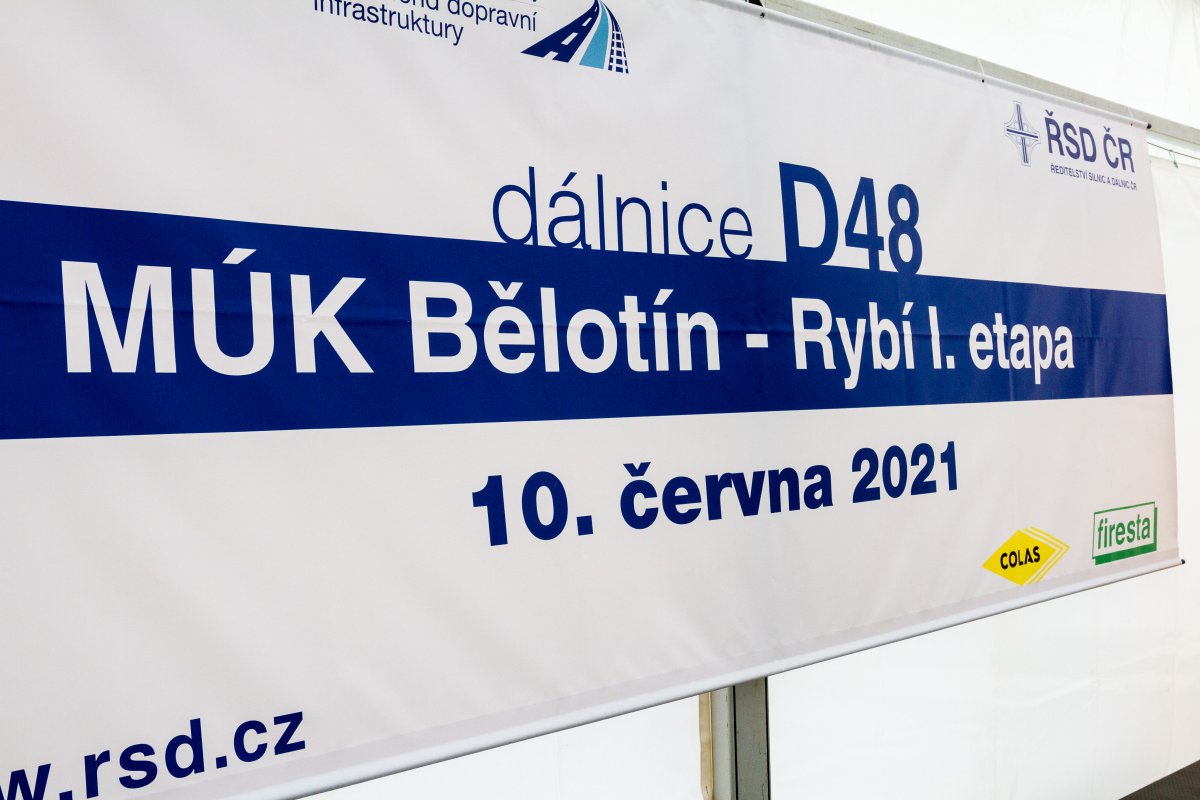 dopravní
infrastruktury
ŘSD ČR
ŘEDITELSTVÍ SILNIC A DÁLNIC ČR
dálnice D48
MÚK Bělotín - Rybí I. etapa
10. června 2021
COLAS
firesta
w.rsd.cz